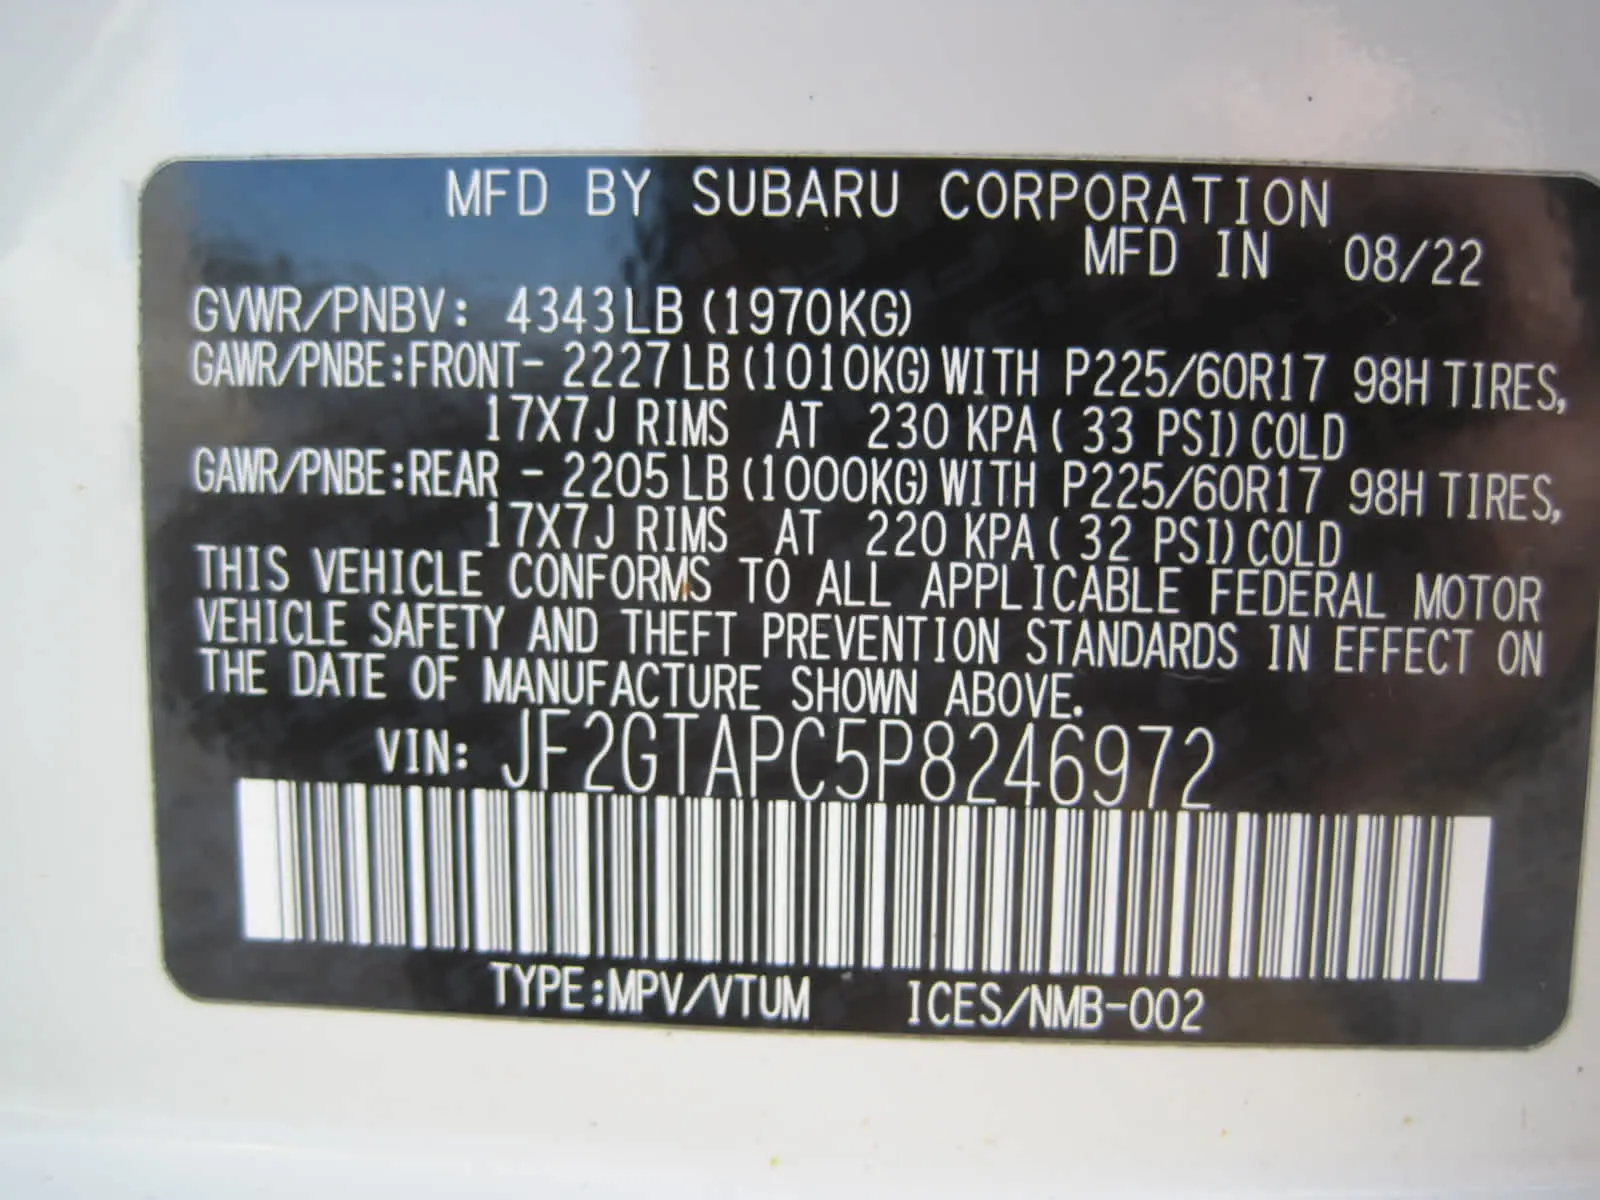 MFD BY SUBARU CORPORATION
MFD IN 08/22
GVWR/PNBV: 4343LB (1970KG)
GAWR/PNBE:FRONT- 2227LB (1010KG) WITH P225/60R17 98H TIRES,
17X7J RIMS AT 230 KPA( 33 PSI) COLD
GAWR/PNBE:REAR - 2205LB (1000KG) WITH P225/60R17 98H TIRES,
17X7J RIMS AT 220 KPA( 32 PSI) COLD
THIS VEHICLE CONFORMS TO ALL APPLICABLE FEDERAL MOTOR
VEHICLE SAFETY AND THEFT PREVENTION STANDARDS IN EFFECT ON
THE DATE OF MANUFACTURE SHOWN ABOVE.
VIN: JF2GTAPC5P8246972
TYPE:MPV/VTUM ICES/NMB-002